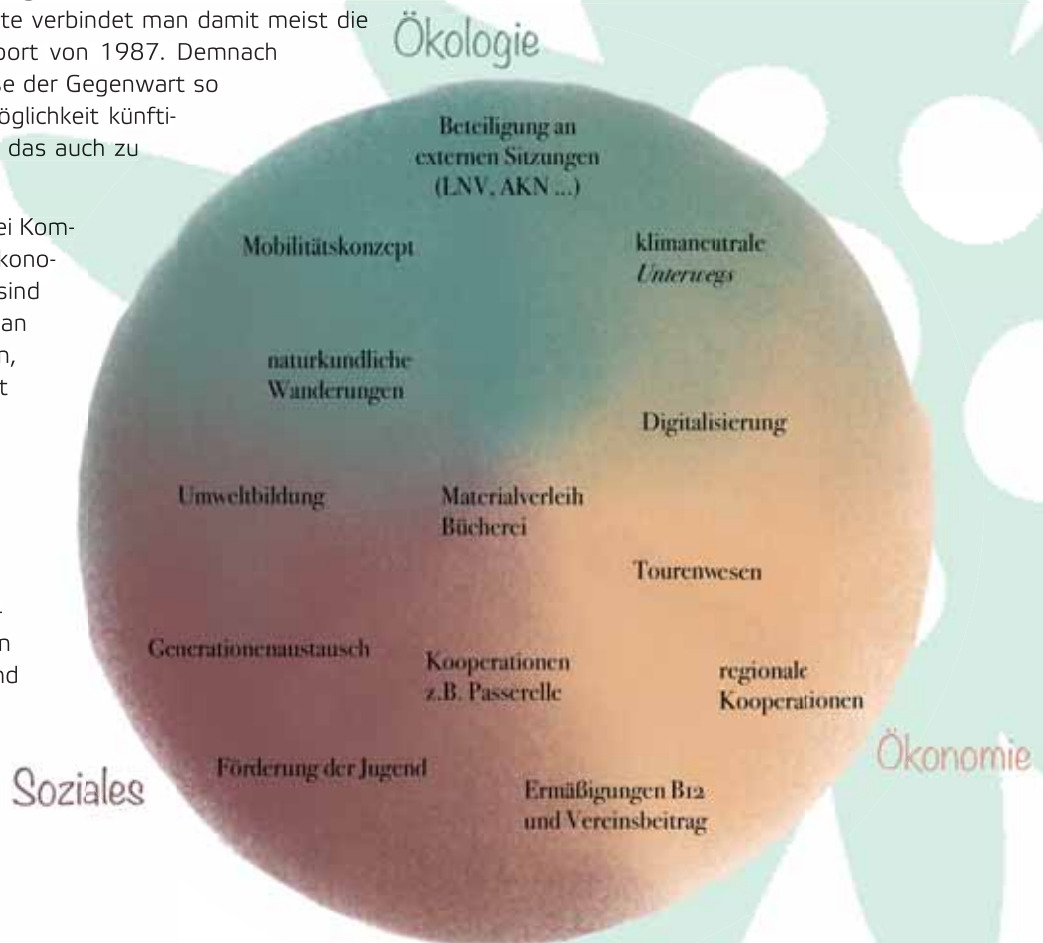 te verbindet man damit meist die
port von 1987. Demnach
e der Gegenwart so
öglichkeit künfti-
das auch zu
ei Kom-
kono-
sind
an
n,
t
n
nd
Ökologie
Beteiligung an
externen Sitzungen
(LNV, AKN ...)
Mobilitätskonzept
klimaneutrale
Unterwegs
naturkundliche
Wanderungen
Digitalisierung
Umweltbildung
Materialverleih
Bücherei
Tourenwesen
Generationenaustausch
Kooperationen
z.B. Passerelle
regionale
Kooperationen
Ökonomie
Förderung der Jugend
Soziales
Ermäßigungen B12
und Vereinsbeitrag